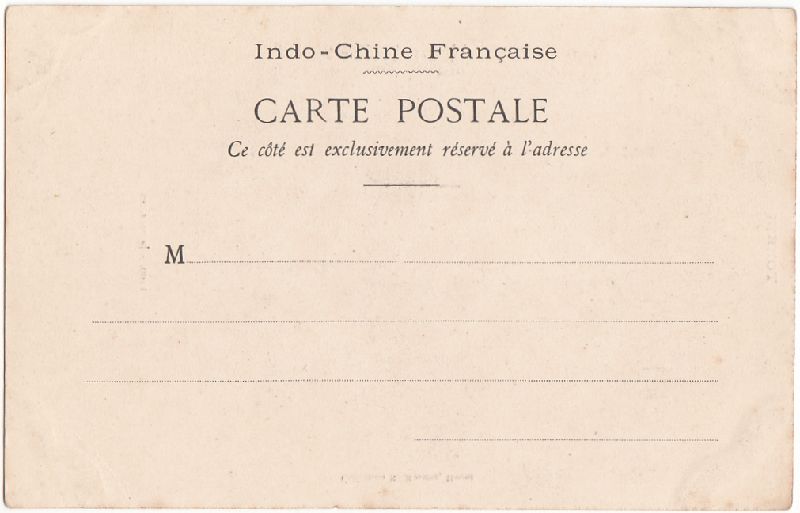 Indo-Chine Française
CARTE POSTALE
Ce côté est exclusivement réservé à l'adresse
M